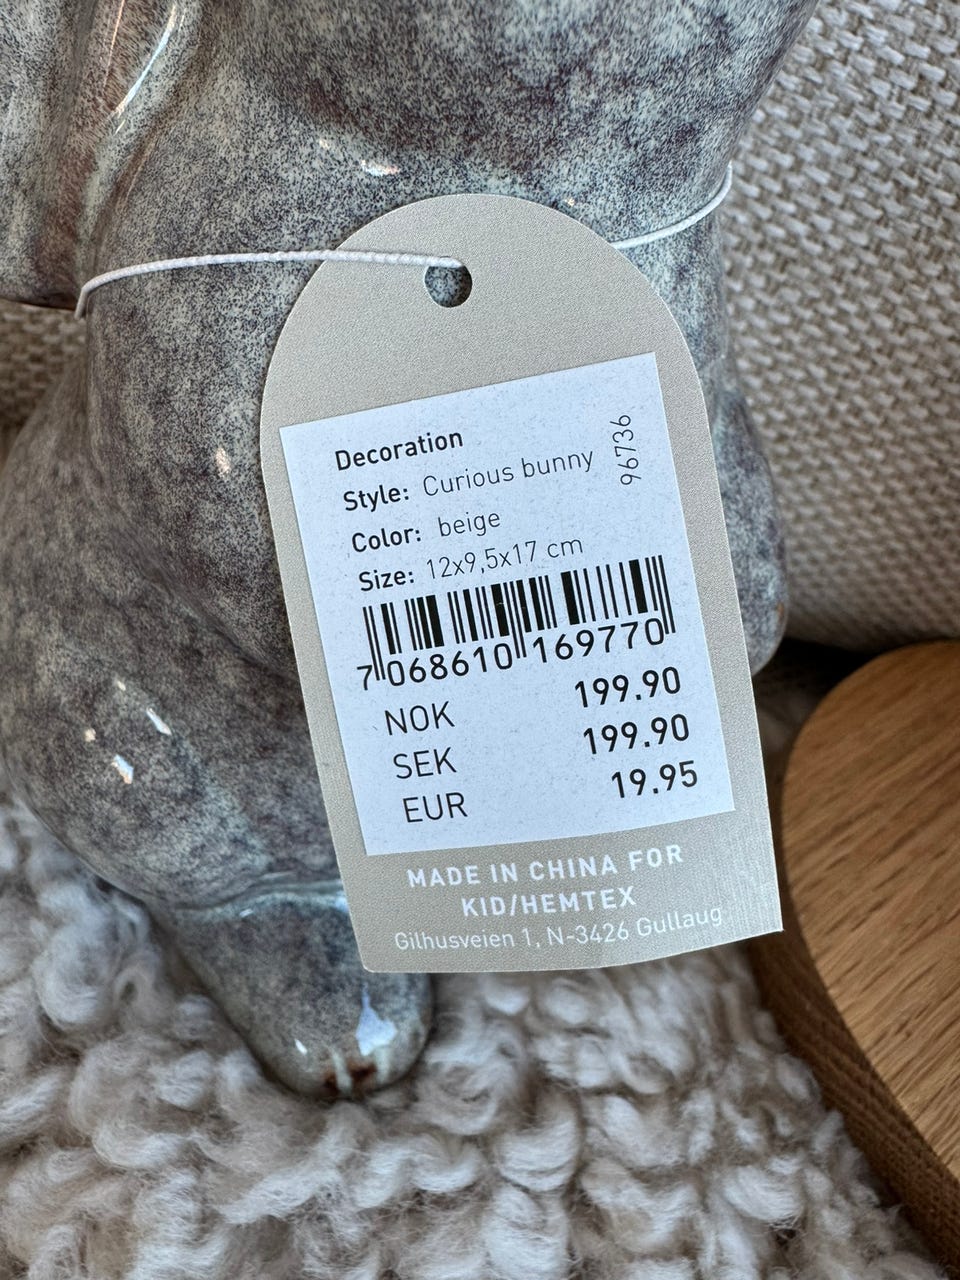 Decoration
Style: Curious bunny
96736
Color: beige
Size: 12x9,5x17 cm
7 068610 169770
NOK 199.90
SEK 199.90
EUR 19.95
MADE IN CHINA FOR
KID/HEMTEX
Gilhusveien 1, N-3426 Gullaug